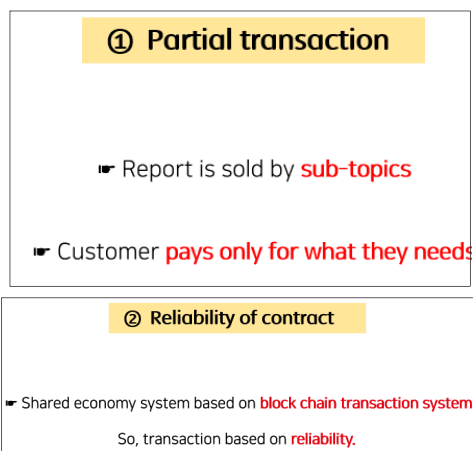 ① Partial transaction
☛ Report is sold by sub-topics
☛ Customer pays only for what they needs
② Reliability of contract
☛ Shared economy system based on block chain transaction system
So, transaction based on reliability.